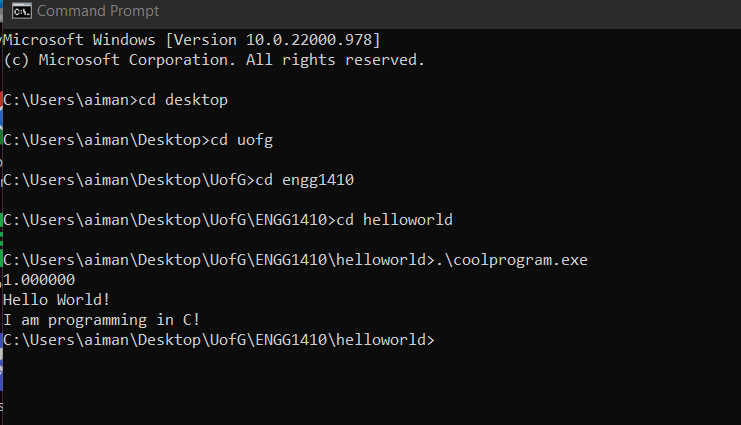 Command Prompt
Microsoft Windows [Version 10.0.22000.978]
(c) Microsoft Corporation. All rights reserved.
C:\Users\aiman>cd desktop
C:\Users\aiman\Desktop>cd uofg
C:\Users\aiman\Desktop\UofG>cd engg1410
C:\Users\aiman\Desktop\UofG\ENGG1410>cd helloworld
C:\Users\aiman\Desktop\UofG\ENGG1410\helloworld>.\coolprogram.exe
1.000000
Hello World!
I am programming in C!
C:\Users\aiman\Desktop\UofG\ENGG1410\helloworld>